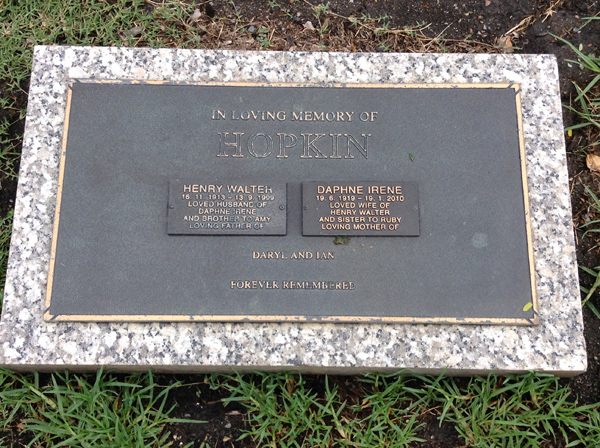 IN LOVING MEMORY OF
HOPKIN
HENRY WALTER
16. 11. 1913 – 13. 9. 1999
LOVED HUSBAND OF
DAPHNE IRENE
AND BROTHER TO AMY
LOVING FATHER OF
DAPHNE IRENE
19. 6. 1919 – 19. 1. 2010
LOVED WIFE OF
HENRY WALTER
AND SISTER TO RUBY
LOVING MOTHER OF
DARYL AND IAN
FOREVER REMEMBERED